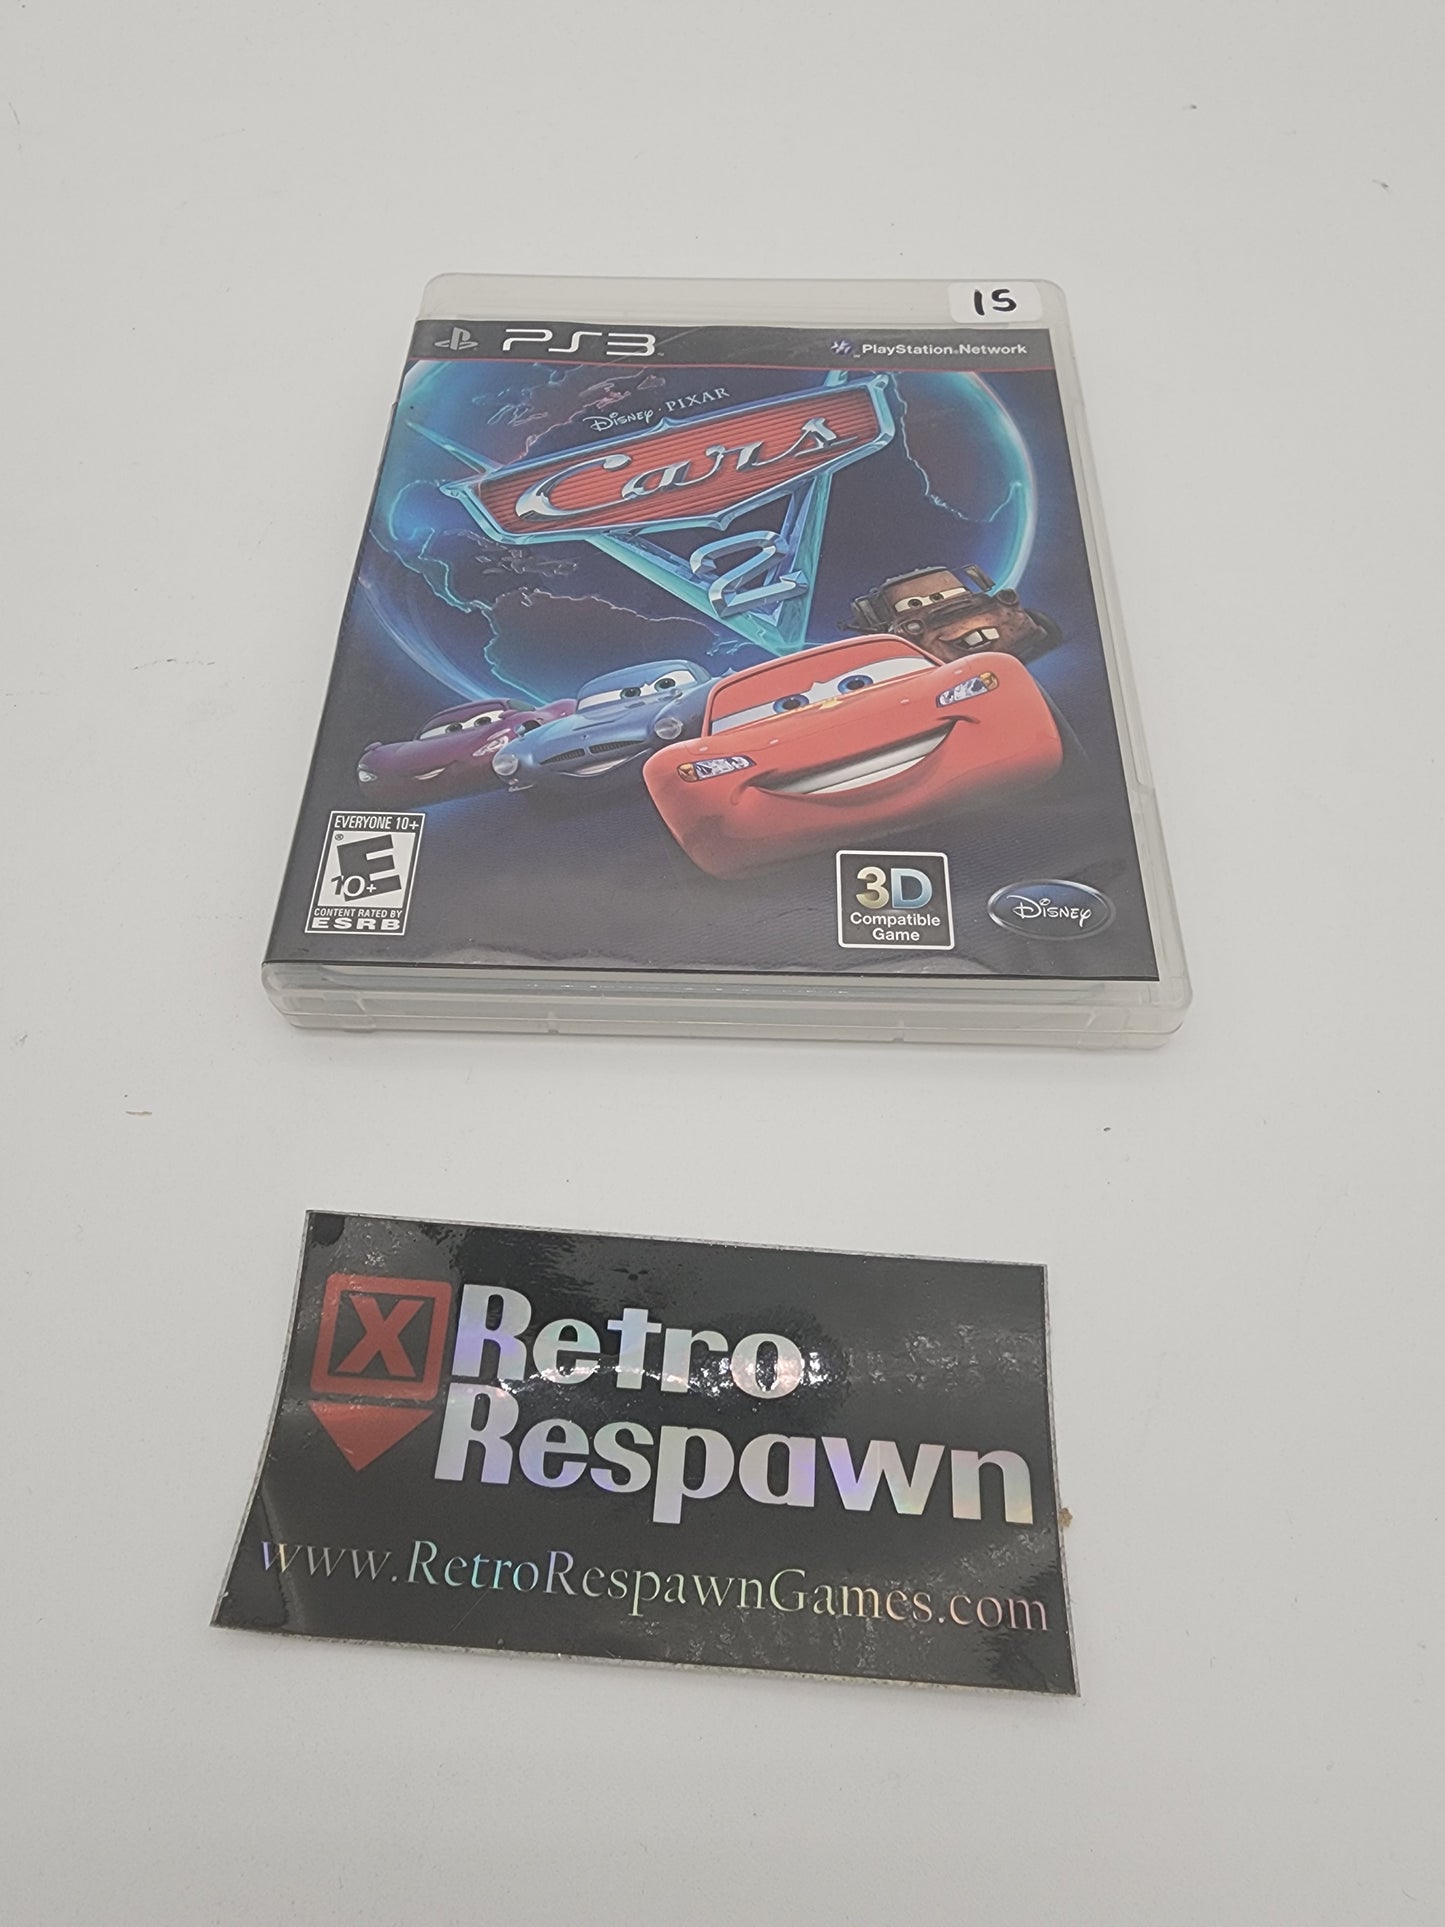 15
PS3
PlayStation Network
Disney · PIXAR
Cars
2
EVERYONE 10+
E
10+
CONTENT RATED BY
ESRB
3D
Compatible
Game
Disney
X Retro
Respawn
www.RetroRespawnGames.com